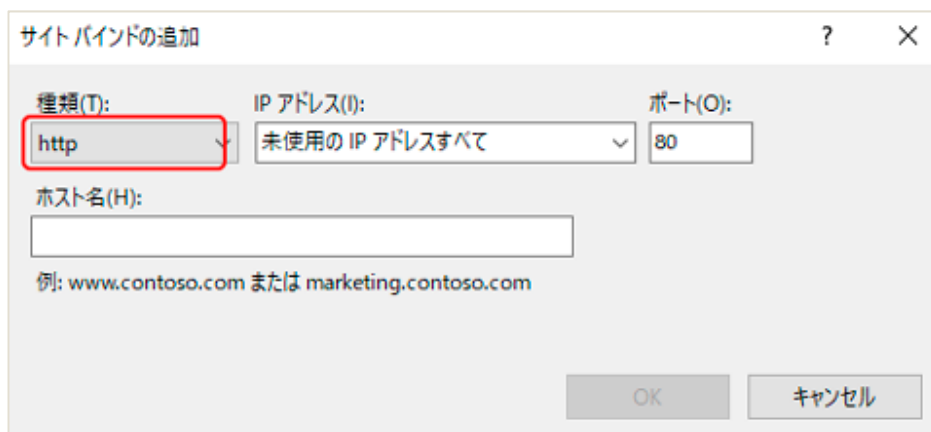 サイト バインドの追加 ?
種類(T): IP アドレス(I): ポート(O):
http 未使用の IP アドレスすべて 80
ホスト名(H):
例: www.contoso.com または marketing.contoso.com
OK キャンセル